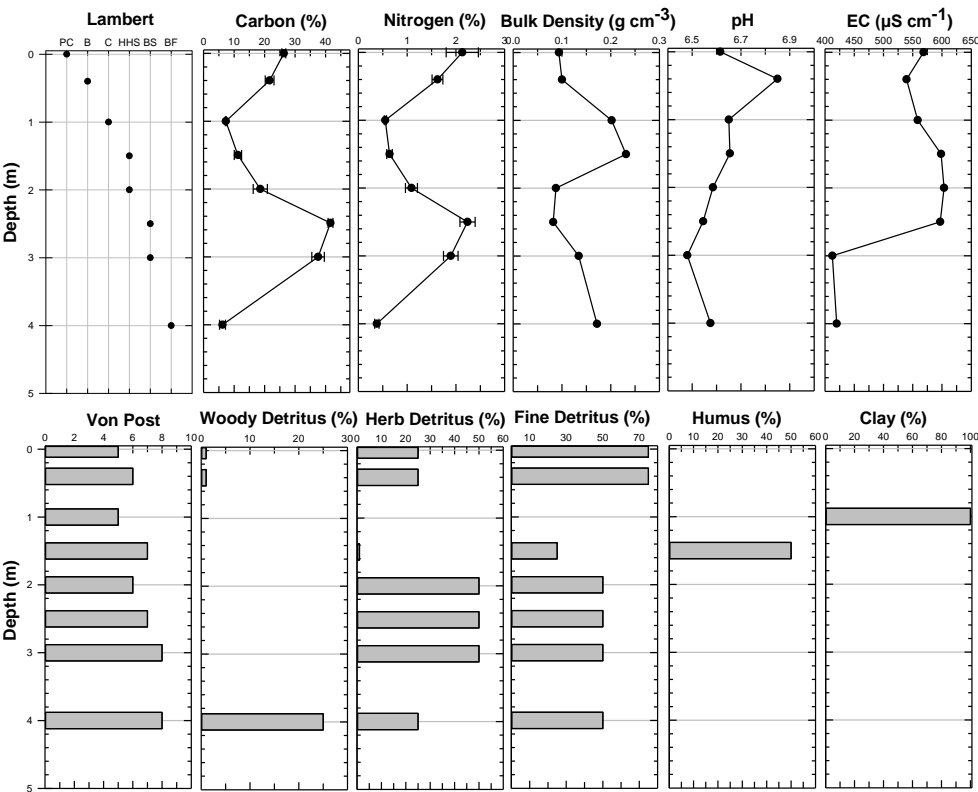 Lambert Carbon (%) Nitrogen (%) Bulk Density (g cm-3) pH EC (µS cm-1)
PC B C HHS BS BF 0 10 20 30 40 0 1 2 3 0.0 0.1 0.2 0.3 6.5 6.7 6.9 400 450 500 550 600 650
0
1
2
3
4
5
Depth (m)
Von Post Woody Detritus (%) Herb Detritus (%) Fine Detritus (%) Humus (%) Clay (%)
0 2 4 6 8 10 0 10 20 30 0 10 20 30 40 50 60 10 30 50 70 0 10 20 30 40 50 60 0 20 40 60 80 100
0
1
2
3
4
5
Depth (m)